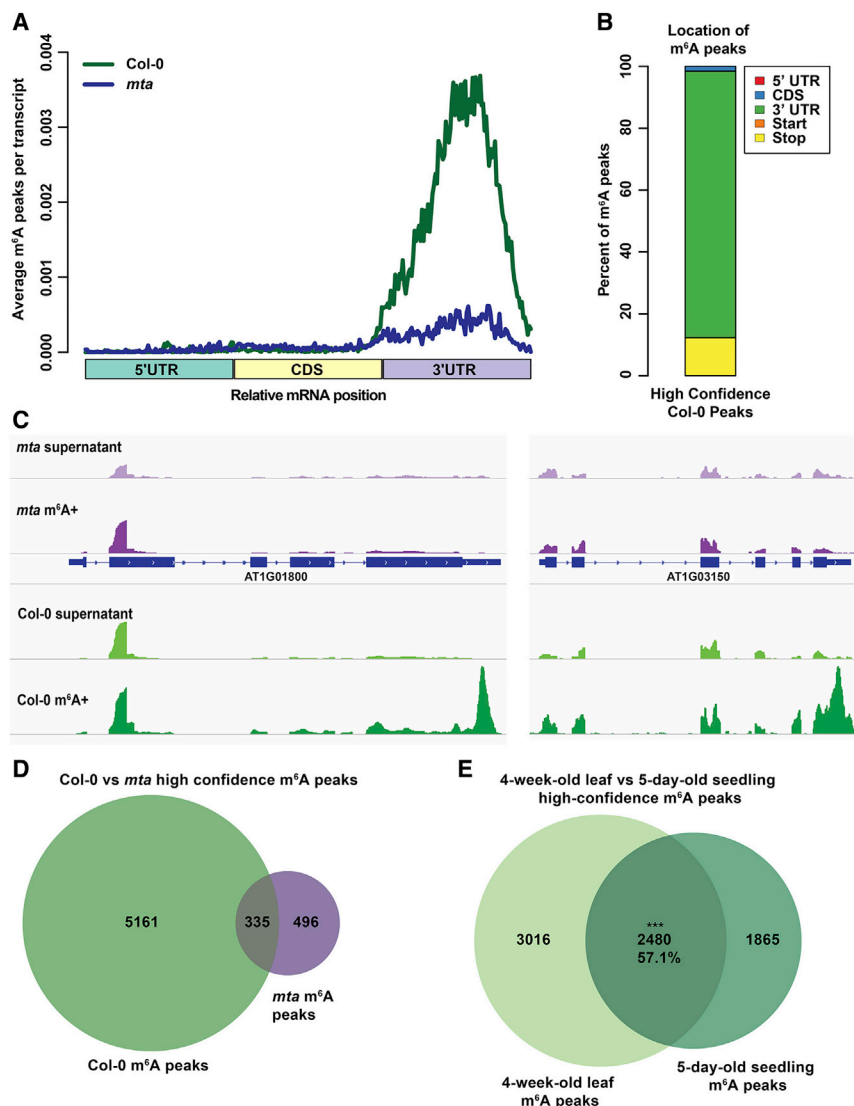 A
Average m⁶A peaks per transcript
0.004
0.003
0.002
0.001
0.000
Col-0
mta
5'UTR
CDS
3'UTR
Relative mRNA position
B
Location of
m⁶A peaks
Percent of m⁶A peaks
100
80
60
40
20
0
5' UTR
CDS
3' UTR
Start
Stop
High Confidence
Col-0 Peaks
C
mta supernatant
mta m⁶A+
AT1G01800
AT1G03150
Col-0 supernatant
Col-0 m⁶A+
D
Col-0 vs mta high confidence m⁶A peaks
5161
335
496
mta m⁶A
peaks
Col-0 m⁶A peaks
E
4-week-old leaf vs 5-day-old seedling
high-confidence m⁶A peaks
3016
***
2480
57.1%
1865
4-week-old leaf
m⁶A peaks
5-day-old seedling
m⁶A peaks